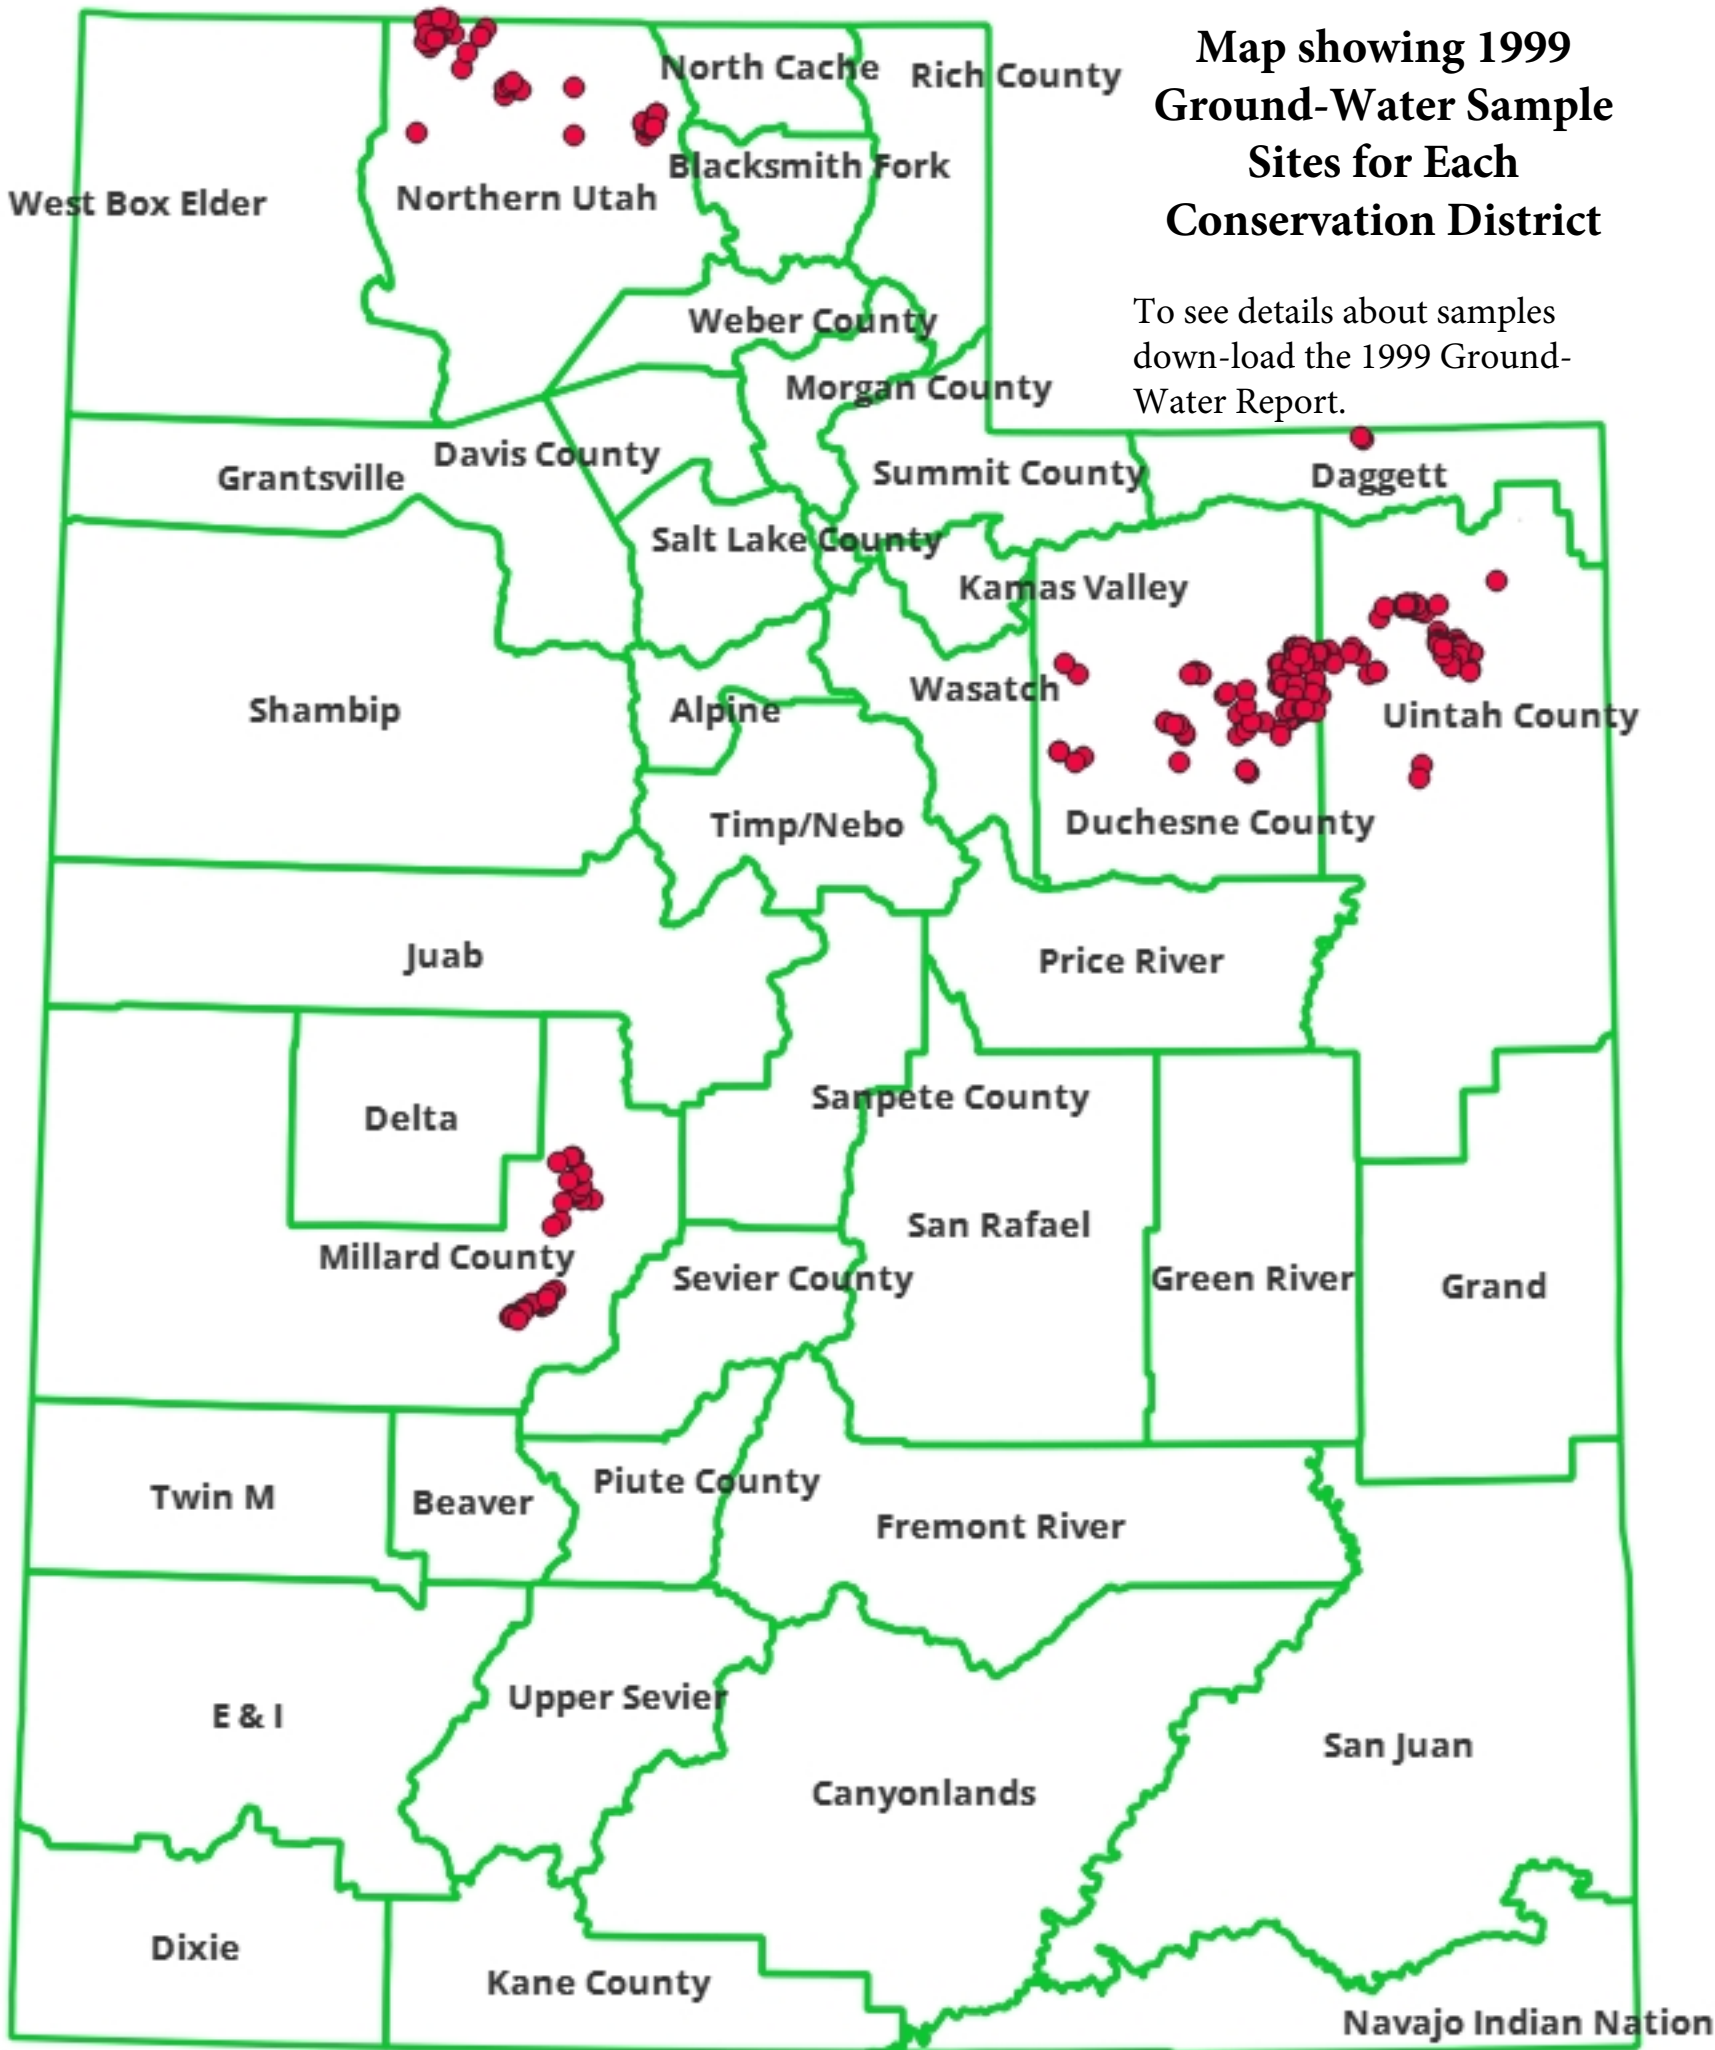 Map showing 1999
Ground-Water Sample
Sites for Each
Conservation District
To see details about samples
down-load the 1999 Ground-
Water Report.
North Cache
Rich County
Blacksmith Fork
West Box Elder
Northern Utah
Weber County
Morgan County
Davis County
Grantsville
Summit County
Daggett
Salt Lake County
Kamas Valley
Shambip
Alpine
Wasatch
Uintah County
Timp/Nebo
Duchesne County
Juab
Price River
Delta
Sanpete County
San Rafael
Millard County
Sevier County
Green River
Grand
Twin M
Beaver
Piute County
Fremont River
E & I
Upper Sevier
San Juan
Canyonlands
Dixie
Kane County
Navajo Indian Nation